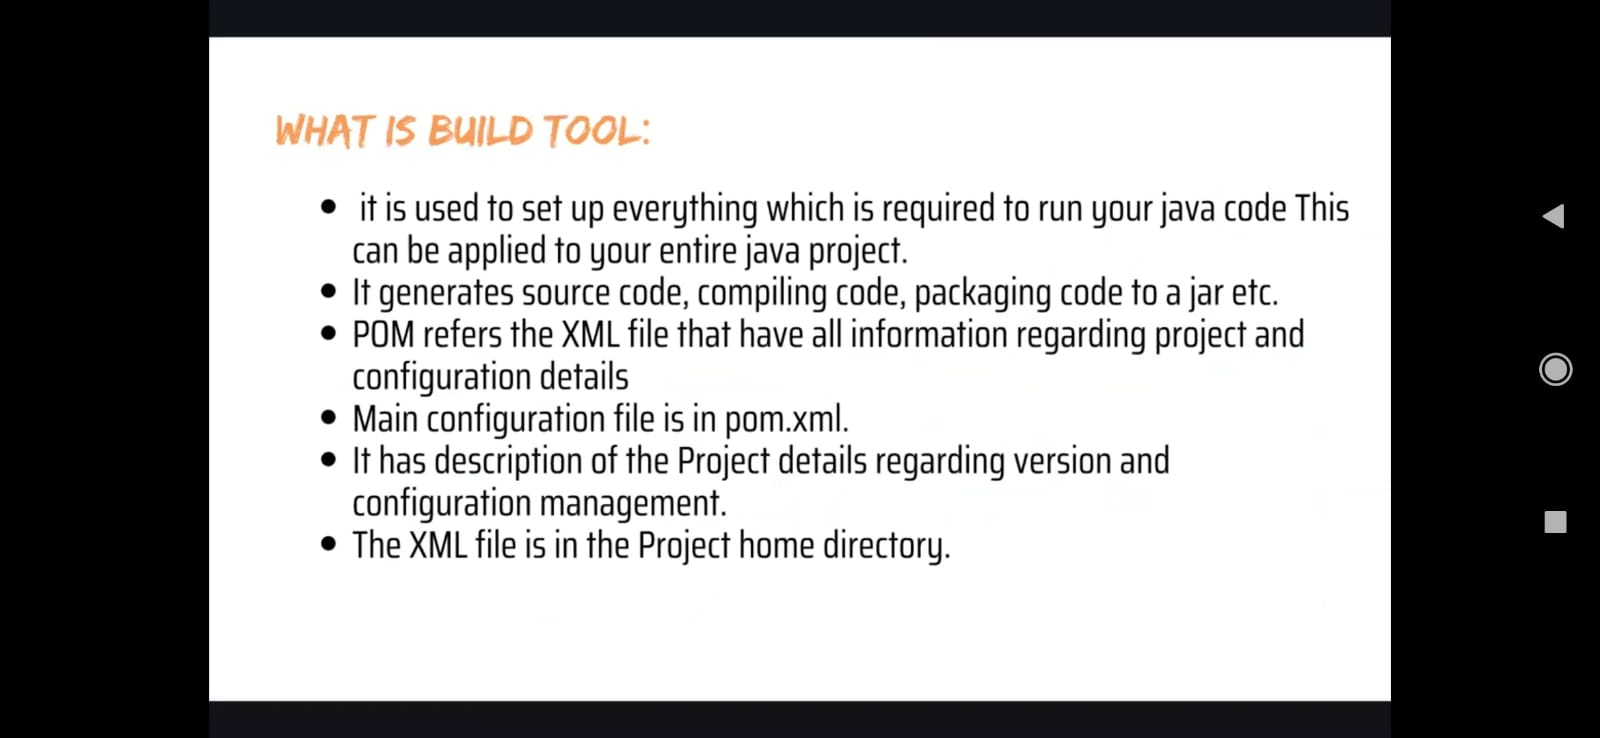 WHAT IS BUILD TOOL:
• it is used to set up everything which is required to run your java code This
can be applied to your entire java project.
• It generates source code, compiling code, packaging code to a jar etc.
• POM refers the XML file that have all information regarding project and
configuration details
• Main configuration file is in pom.xml.
• It has description of the Project details regarding version and
configuration management.
• The XML file is in the Project home directory.